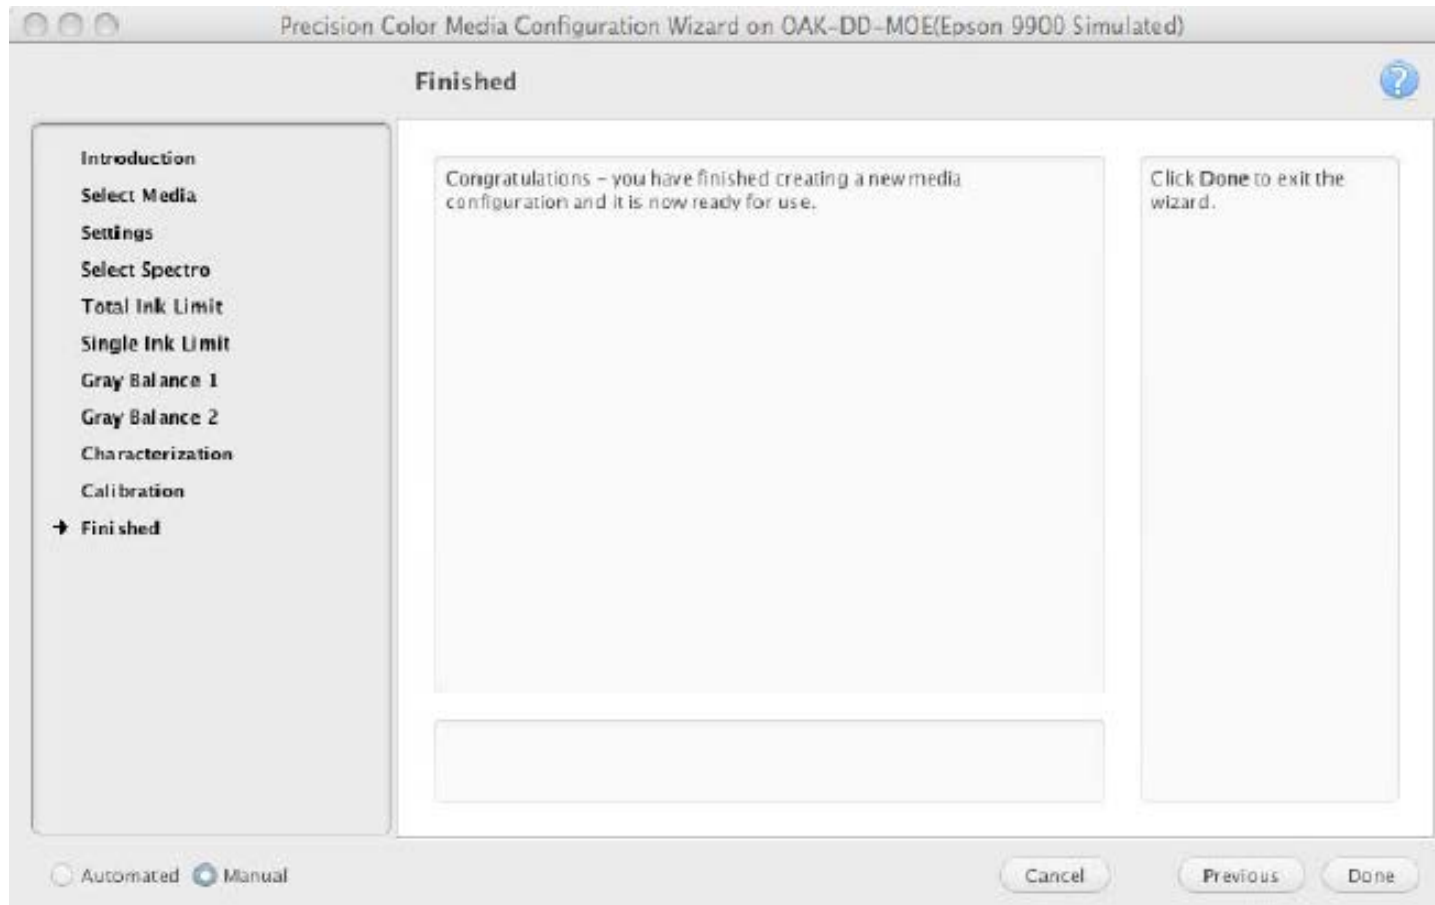 Precision Color Media Configuration Wizard on OAK-DD-MOE(Epson 9900 Simulated)
Finished
?
Introduction
Select Media
Settings
Select Spectro
Total Ink Limit
Single Ink Limit
Gray Balance 1
Gray Balance 2
Characterization
Calibration
Finished
Congratulations – you have finished creating a new media
configuration and it is now ready for use.
Click Done to exit the
wizard.
Automated Manual
Cancel Previous Done